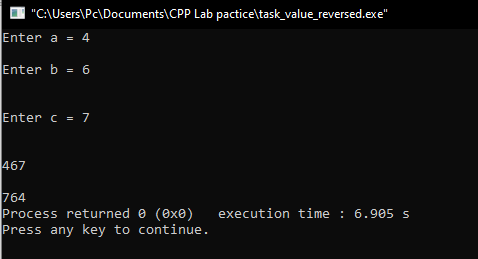 "C:\Users\Pc\Documents\CPP Lab pactice\task_value_reversed.exe"
Enter a = 4
Enter b = 6
Enter c = 7
467
764
Process returned 0 (0x0)   execution time : 6.905 s
Press any key to continue.